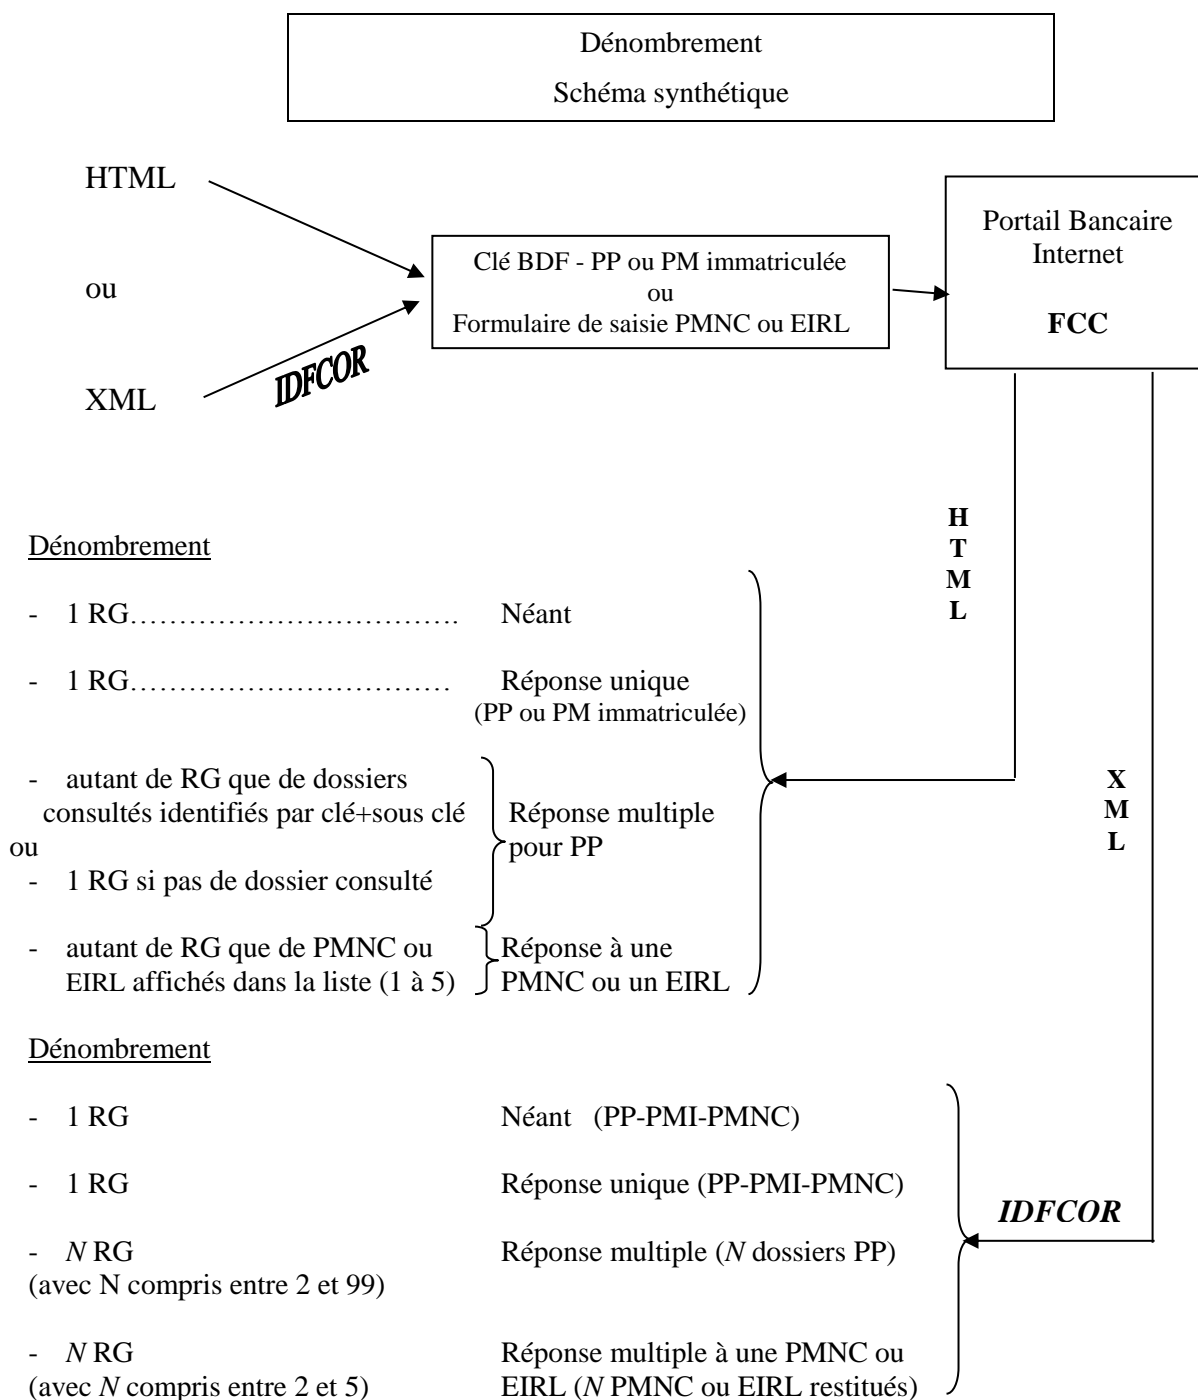 Dénombrement
Schéma synthétique
HTML
ou
XML
IDFCOR
Clé BDF - PP ou PM immatriculée
ou
Formulaire de saisie PMNC ou EIRL
Portail Bancaire
Internet
FCC
H
T
M
L
X
M
L
Dénombrement
- 1 RG……………………………. Néant
- 1 RG…………………………… Réponse unique
(PP ou PM immatriculée)
- autant de RG que de dossiers
consultés identifiés par clé+sous clé
ou
- 1 RG si pas de dossier consulté
Réponse multiple
pour PP
- autant de RG que de PMNC ou
EIRL affichés dans la liste (1 à 5)
Réponse à une
PMNC ou un EIRL
Dénombrement
- 1 RG Néant (PP-PMI-PMNC)
- 1 RG Réponse unique (PP-PMI-PMNC)
- N RG Réponse multiple (N dossiers PP)
(avec N compris entre 2 et 99)
- N RG Réponse multiple à une PMNC ou
(avec N compris entre 2 et 5) EIRL (N PMNC ou EIRL restitués)
IDFCOR